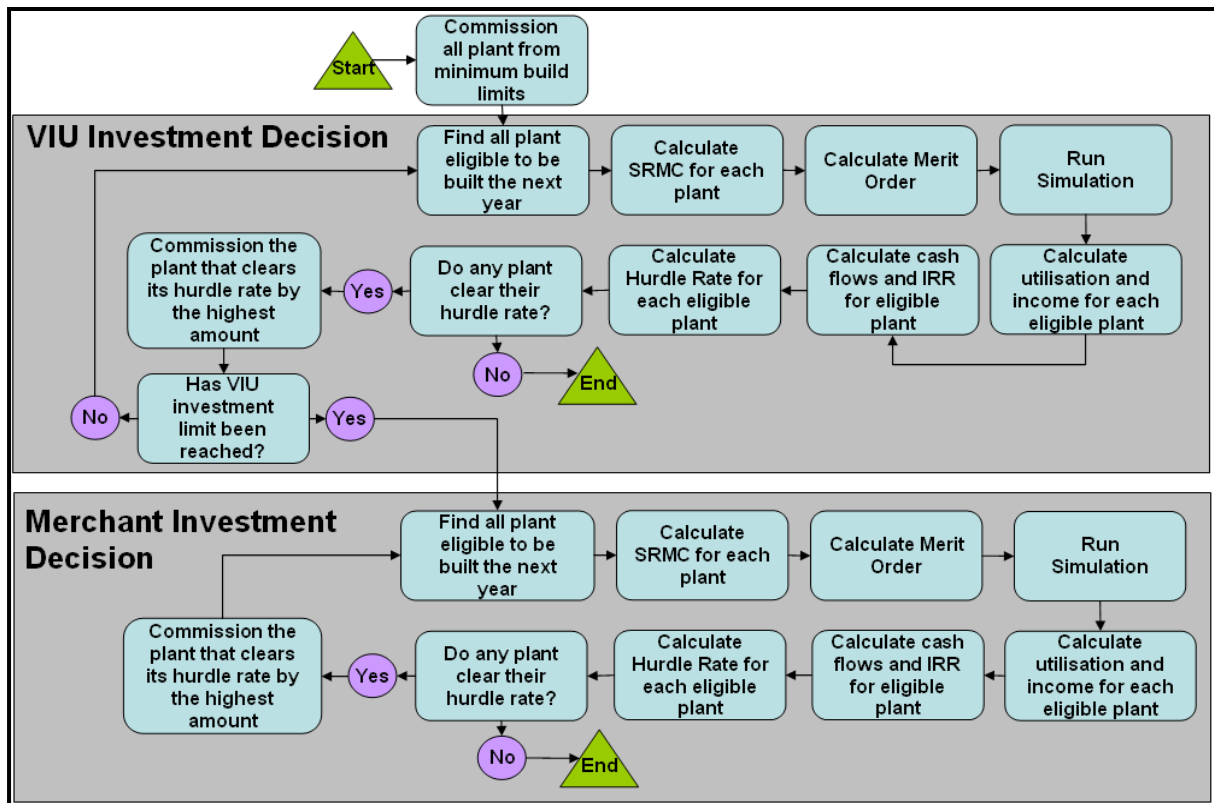 Start
Commission
all plant from
minimum build
limits
VIU Investment Decision
Find all plant
eligible to be
built the next
year
Calculate
SRMC for each
plant
Calculate Merit
Order
Run
Simulation
Calculate
utilisation and
income for each
eligible plant
Calculate cash
flows and IRR
for eligible
plant
Calculate
Hurdle Rate for
each eligible
plant
Do any plant
clear their
hurdle rate?
Yes
No
End
Commission the
plant that clears
its hurdle rate by
the highest
amount
Has VIU
investment
limit been
reached?
No
Yes
Merchant Investment
Decision
Find all plant
eligible to be
built the next
year
Calculate
SRMC for each
plant
Calculate Merit
Order
Run
Simulation
Calculate
utilisation and
income for each
eligible plant
Calculate cash
flows and IRR
for eligible
plant
Calculate
Hurdle Rate for
each eligible
plant
Do any plant
clear their
hurdle rate?
Yes
No
End
Commission the
plant that clears
its hurdle rate by
the highest
amount